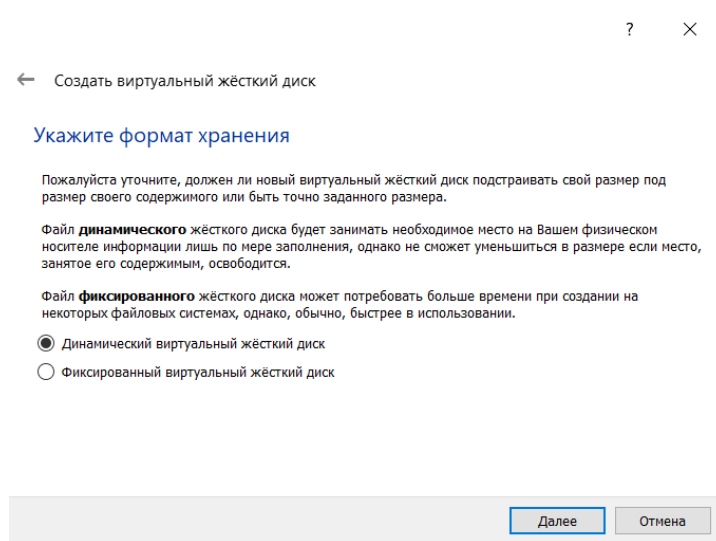 ?
Создать виртуальный жёсткий диск
Укажите формат хранения
Пожалуйста уточните, должен ли новый виртуальный жёсткий диск подстраивать свой размер под
размер своего содержимого или быть точно заданного размера.
Файл динамического жёсткого диска будет занимать необходимое место на Вашем физическом
носителе информации лишь по мере заполнения, однако не сможет уменьшиться в размере если место,
занятое его содержимым, освободится.
Файл фиксированного жёсткого диска может потребовать больше времени при создании на
некоторых файловых системах, однако, обычно, быстрее в использовании.
Динамический виртуальный жёсткий диск
Фиксированный виртуальный жёсткий диск
Далее Отмена